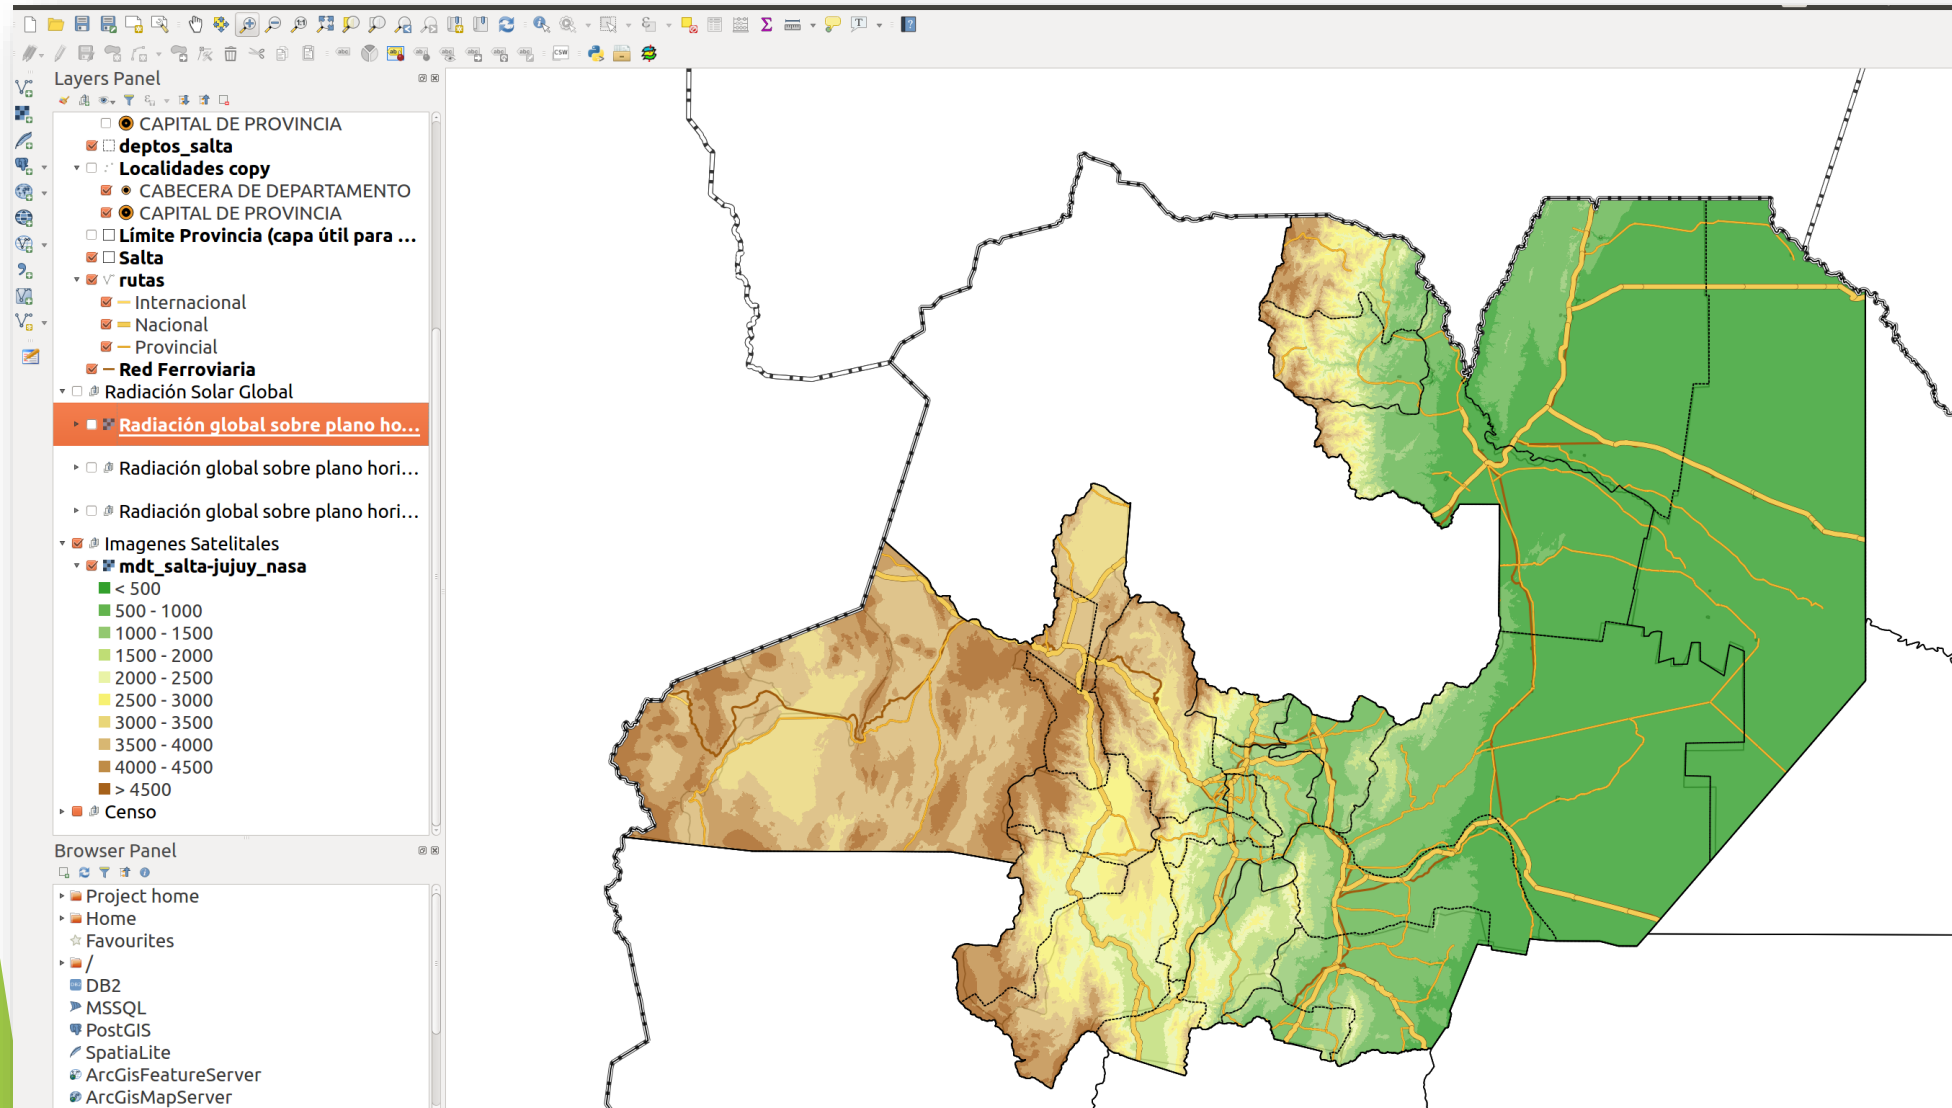 Layers Panel
CAPITAL DE PROVINCIA
deptos_salta
Localidades copy
CABECERA DE DEPARTAMENTO
CAPITAL DE PROVINCIA
Límite Provincia (capa útil para ...
Salta
rutas
Internacional
Nacional
Provincial
Red Ferroviaria
Radiación Solar Global
Radiación global sobre plano ho...
Radiación global sobre plano hori...
Radiación global sobre plano hori...
Imagenes Satelitales
mdt_salta-jujuy_nasa
< 500
500 - 1000
1000 - 1500
1500 - 2000
2000 - 2500
2500 - 3000
3000 - 3500
3500 - 4000
4000 - 4500
> 4500
Censo
Browser Panel
Project home
Home
Favourites
/
DB2
MSSQL
PostGIS
SpatiaLite
ArcGisFeatureServer
ArcGisMapServer